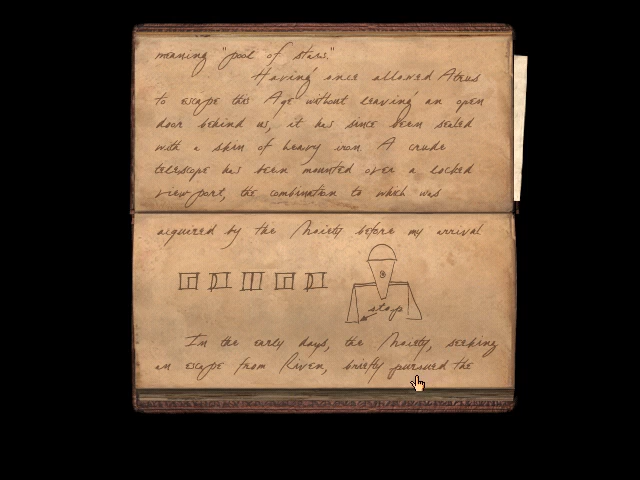 meaning "pool of stars."
Having once allowed Atrus
to escape this Age without leaving an open
door behind us, it has since been sealed
with a skin of heavy iron. A crude
telescope has been mounted over a locked
viewport, the combination to which was
acquired by the Moiety before my arrival
stop
In the early days, the Moiety, seeking
an escape from Riven, briefly pursued the